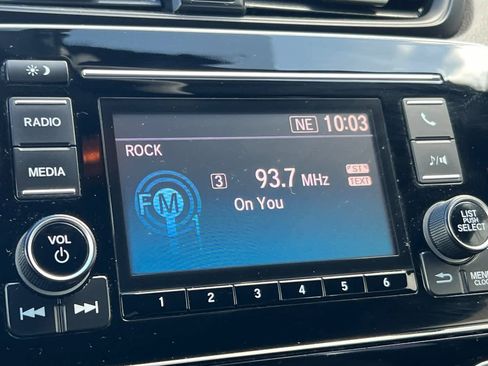 NE 10:03
RADIO
ROCK
MEDIA
3 93.7 MHz
ST
TEXT
FM 1
On You
VOL
LIST
PUSH
SELECT
MENU
CLOCK
1 2 3 4 5 6